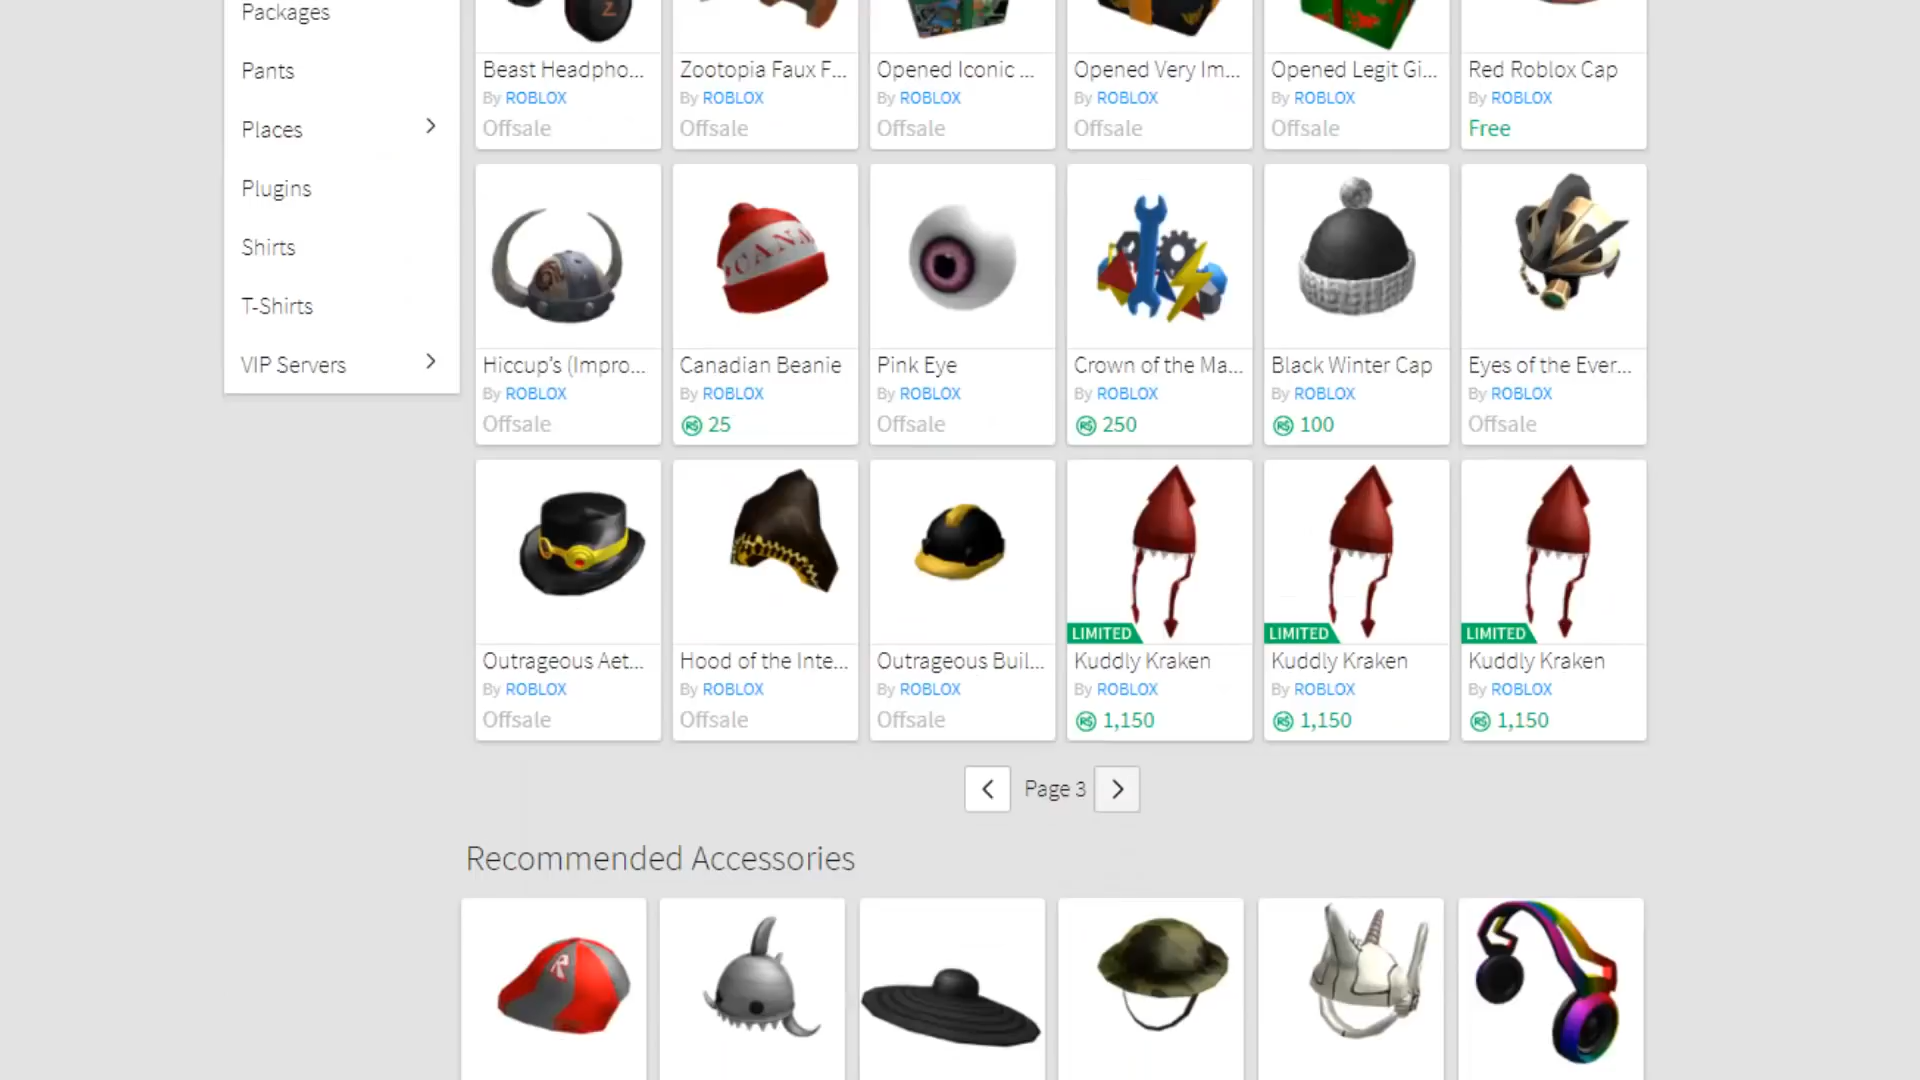 Packages
Pants
Places
Plugins
Shirts
T-Shirts
VIP Servers
Beast Headpho...
By ROBLOX
Offsale
Zootopia Faux F...
By ROBLOX
Offsale
Opened Iconic ...
By ROBLOX
Offsale
Opened Very Im...
By ROBLOX
Offsale
Opened Legit Gi...
By ROBLOX
Offsale
Red Roblox Cap
By ROBLOX
Free
Hiccup’s (Impro...
By ROBLOX
Offsale
CANA
Canadian Beanie
By ROBLOX
R$ 25
Pink Eye
By ROBLOX
Offsale
Crown of the Ma...
By ROBLOX
R$ 250
Black Winter Cap
By ROBLOX
R$ 100
Eyes of the Ever...
By ROBLOX
Offsale
Outrageous Aet...
By ROBLOX
Offsale
Hood of the Inte...
By ROBLOX
Offsale
Outrageous Buil...
By ROBLOX
Offsale
LIMITED
Kuddly Kraken
By ROBLOX
R$ 1,150
LIMITED
Kuddly Kraken
By ROBLOX
R$ 1,150
LIMITED
Kuddly Kraken
By ROBLOX
R$ 1,150
Page 3
Recommended Accessories
R